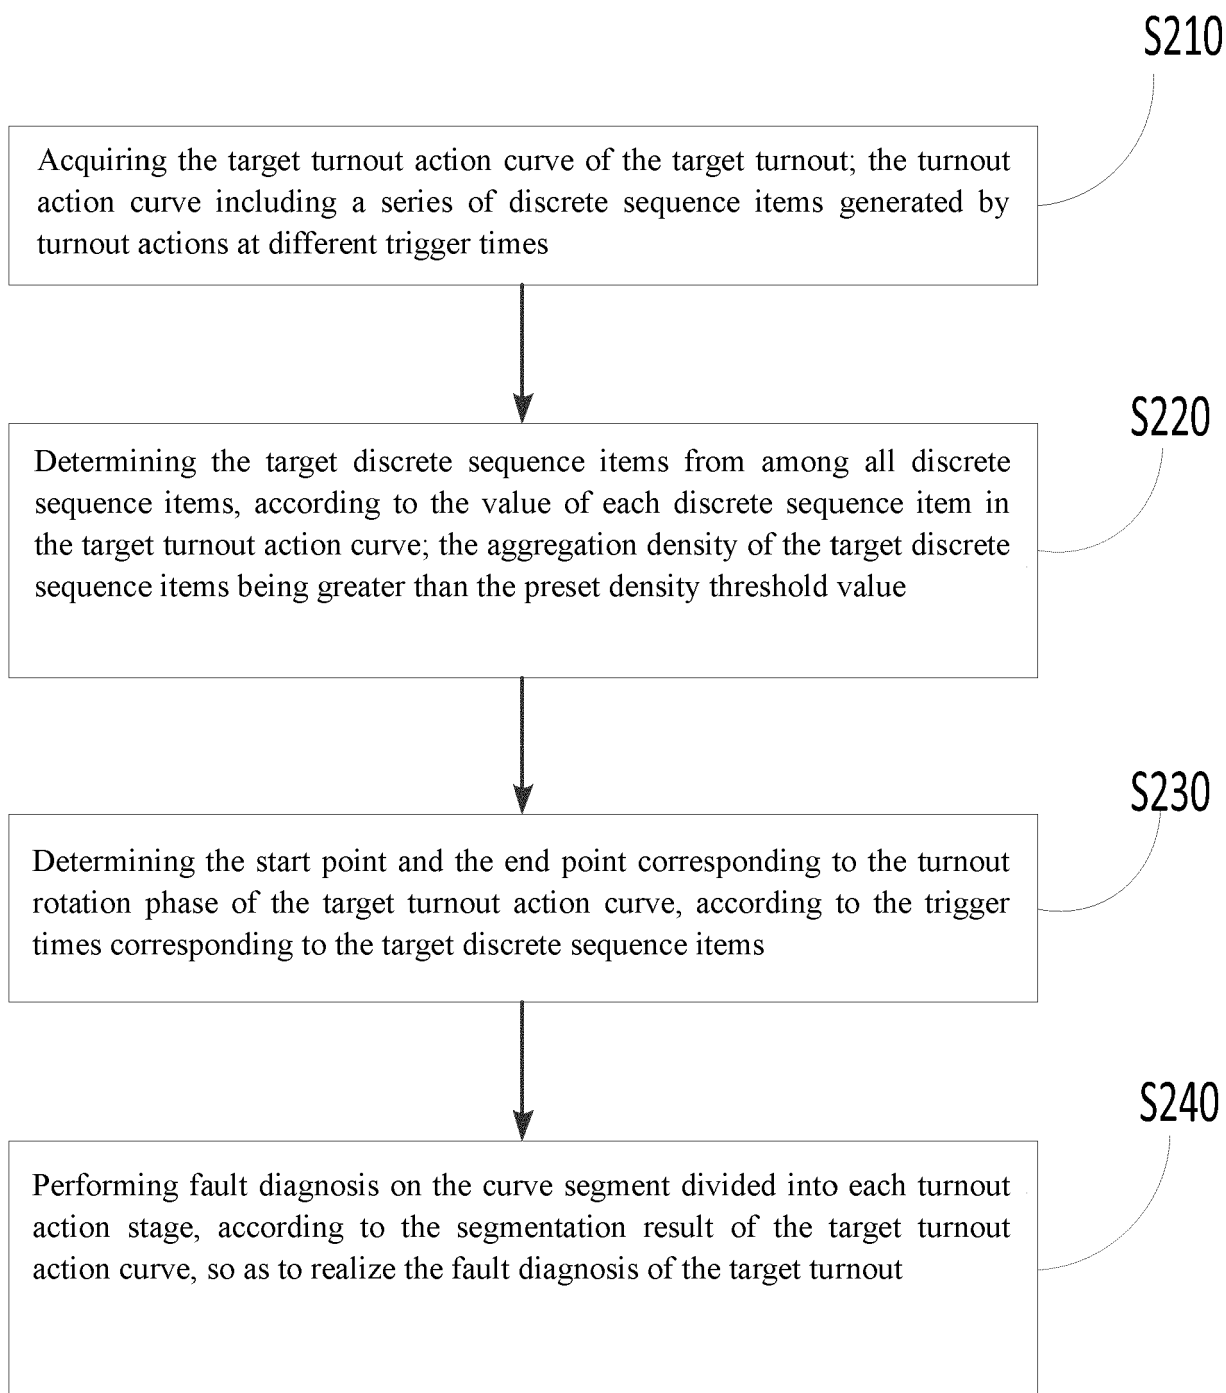 S210
Acquiring the target turnout action curve of the target turnout; the turnout
action curve including a series of discrete sequence items generated by
turnout actions at different trigger times
S220
Determining the target discrete sequence items from among all discrete
sequence items, according to the value of each discrete sequence item in
the target turnout action curve; the aggregation density of the target discrete
sequence items being greater than the preset density threshold value
S230
Determining the start point and the end point corresponding to the turnout
rotation phase of the target turnout action curve, according to the trigger
times corresponding to the target discrete sequence items
S240
Performing fault diagnosis on the curve segment divided into each turnout
action stage, according to the segmentation result of the target turnout
action curve, so as to realize the fault diagnosis of the target turnout